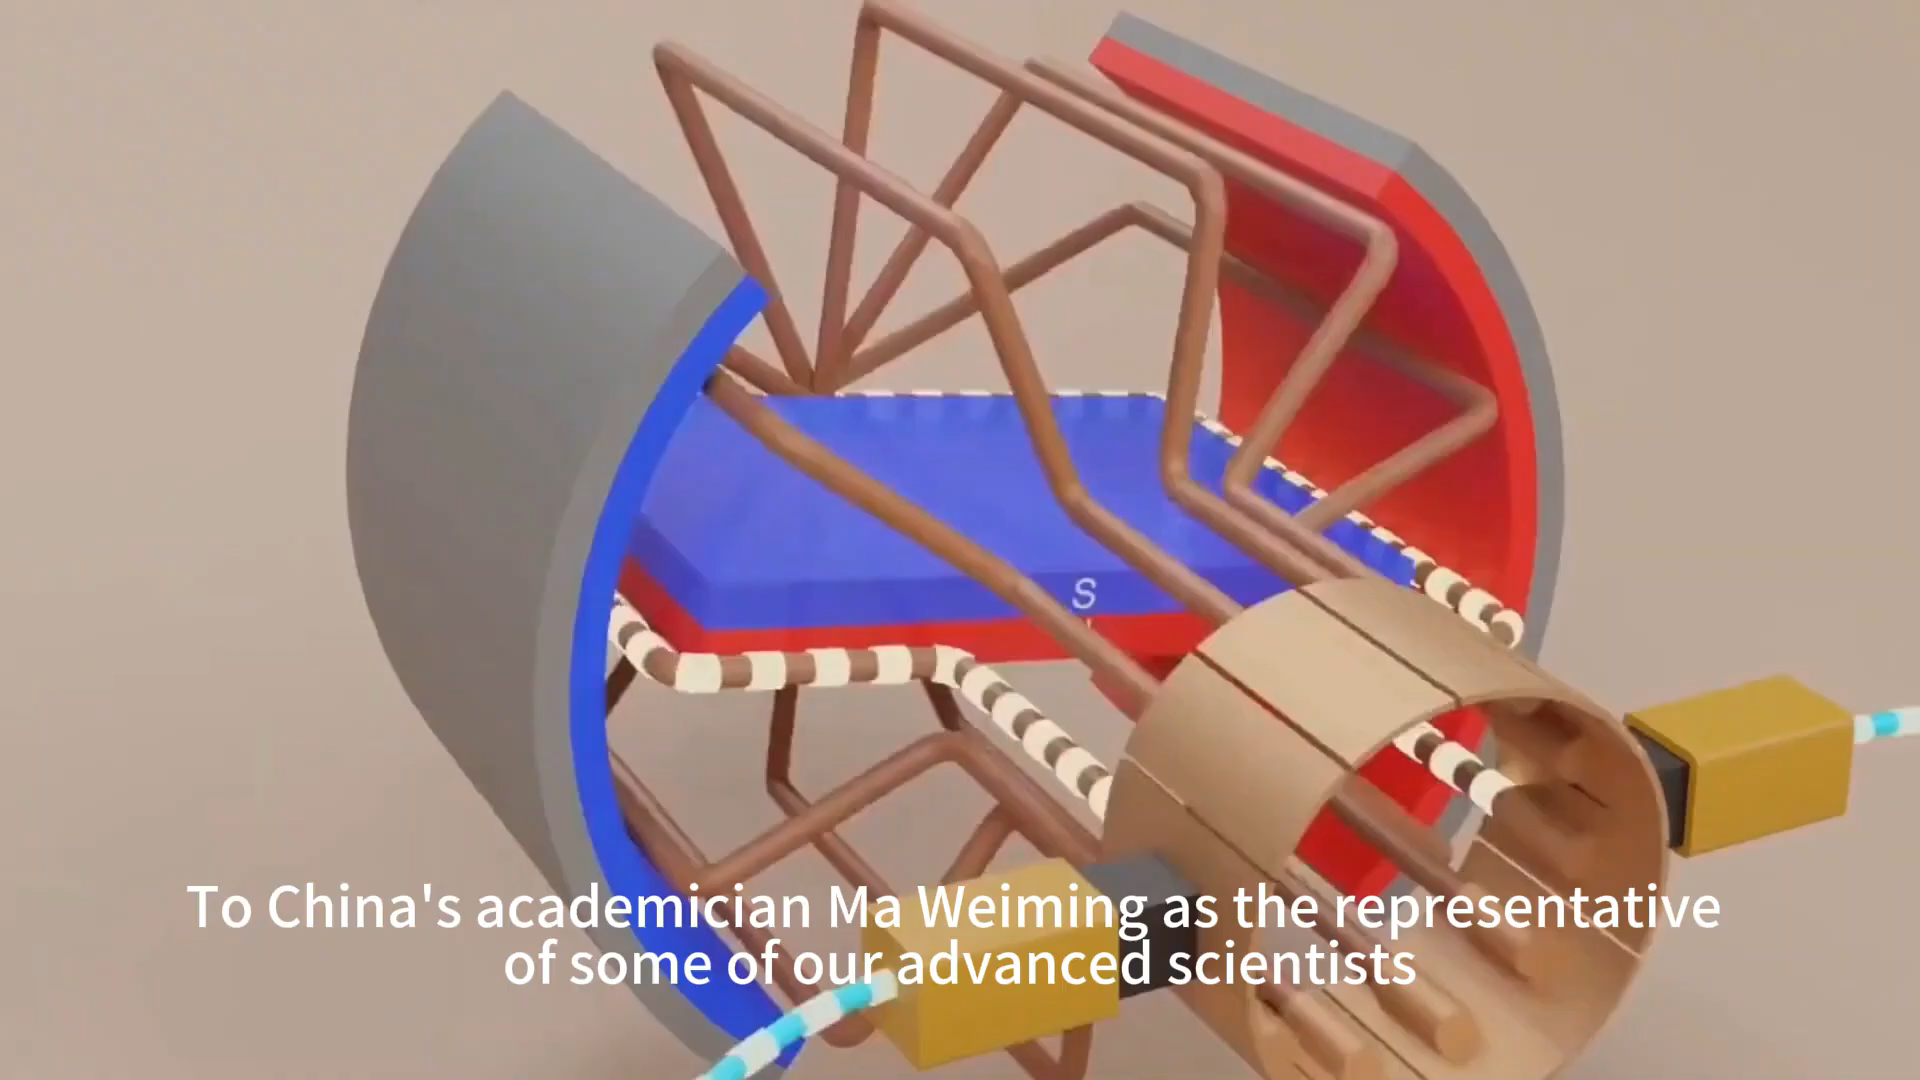 S
To China's academician Ma Weiming as the representative
of some of our advanced scientists